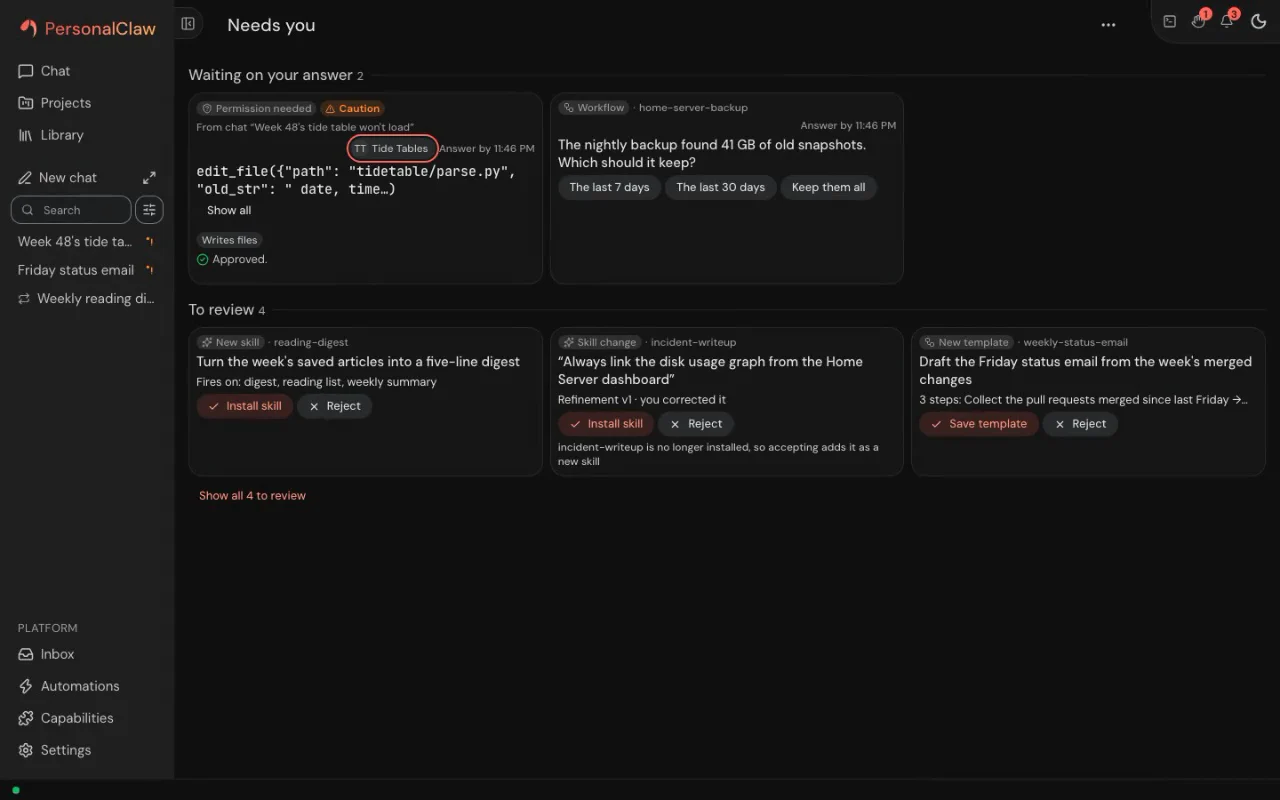 PersonalClaw
Chat
Projects
Library
New chat
Search
Week 48's tide ta...
Friday status email
Weekly reading di...
PLATFORM
Inbox
Automations
Capabilities
Settings
Needs you
1
3
Waiting on your answer 2
Permission needed
Caution
From chat “Week 48's tide table won't load”
TT Tide Tables
Answer by 11:46 PM
edit_file({"path": "tidetable/parse.py",
"old_str": " date, time…)
Show all
Writes files
Approved.
Workflow · home-server-backup
Answer by 11:46 PM
The nightly backup found 41 GB of old snapshots.
Which should it keep?
The last 7 days
The last 30 days
Keep them all
To review 4
New skill · reading-digest
Turn the week's saved articles into a five-line digest
Fires on: digest, reading list, weekly summary
Install skill
Reject
Skill change · incident-writeup
“Always link the disk usage graph from the Home
Server dashboard”
Refinement v1 · you corrected it
Install skill
Reject
incident-writeup is no longer installed, so accepting adds it as a
new skill
New template · weekly-status-email
Draft the Friday status email from the week's merged
changes
3 steps: Collect the pull requests merged since last Friday →…
Save template
Reject
Show all 4 to review